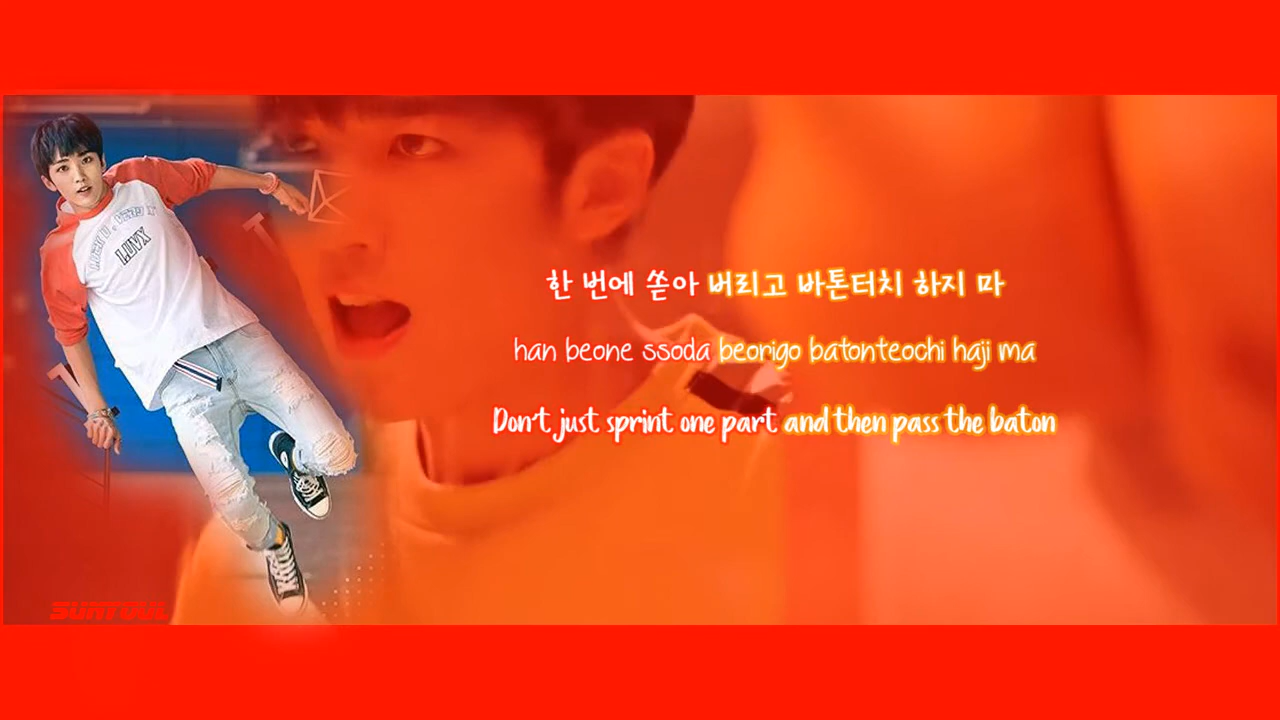 한 번에 쏟아 버리고 바톤터치 하지 마
han beone ssoda beorigo batonteochi haji ma
Don't just sprint one part and then pass the baton
LUVX